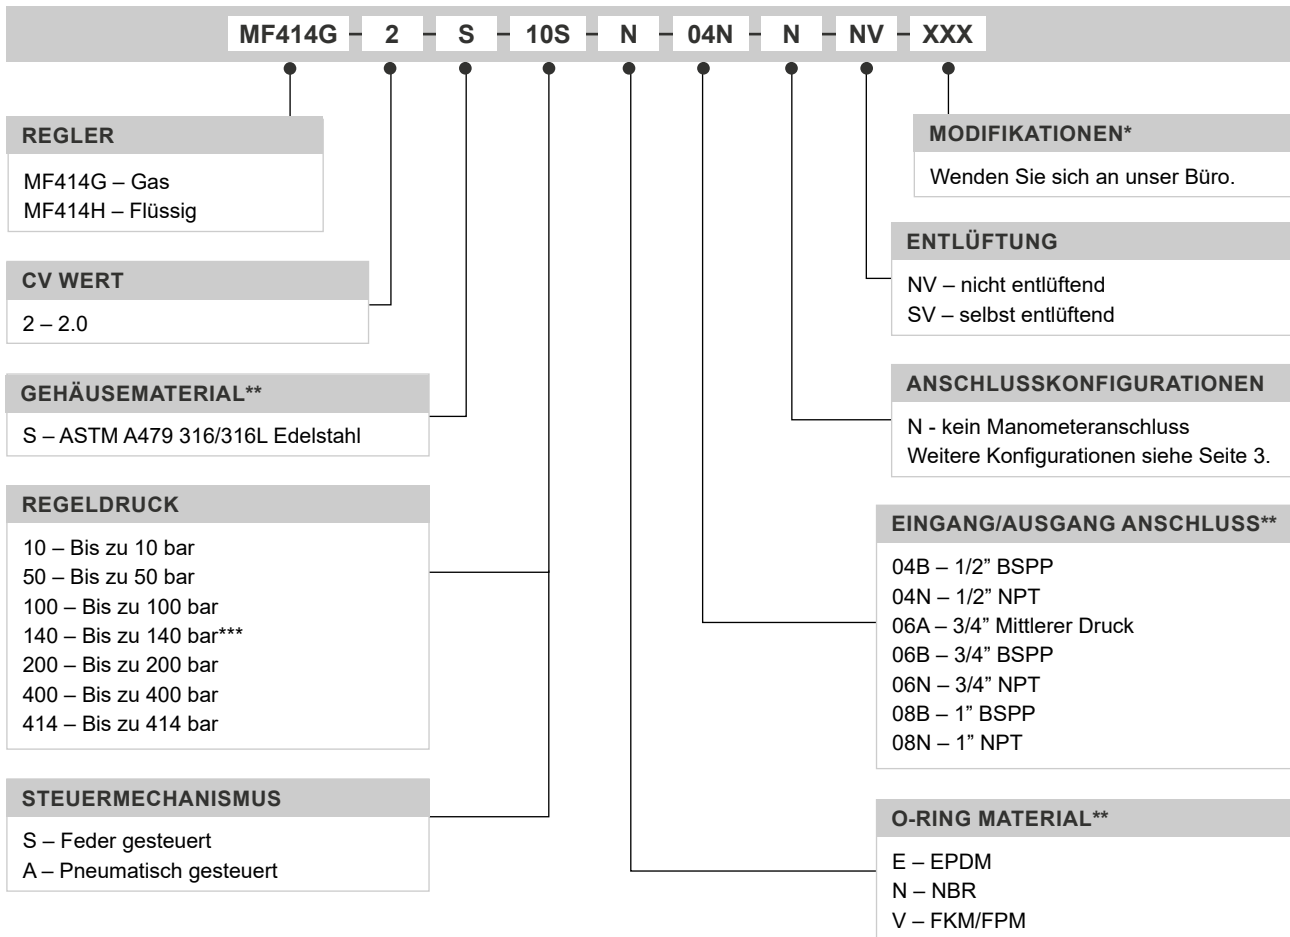 MF414G – 2 – S – 10S – N – 04N – N – NV – XXX
REGLER
MF414G – Gas
MF414H – Flüssig
CV WERT
2 – 2.0
GEHÄUSEMATERIAL**
S – ASTM A479 316/316L Edelstahl
REGELDRUCK
10 – Bis zu 10 bar
50 – Bis zu 50 bar
100 – Bis zu 100 bar
140 – Bis zu 140 bar***
200 – Bis zu 200 bar
400 – Bis zu 400 bar
414 – Bis zu 414 bar
STEUERMECHANISMUS
S – Feder gesteuert
A – Pneumatisch gesteuert
MODIFIKATIONEN*
Wenden Sie sich an unser Büro.
ENTLÜFTUNG
NV – nicht entlüftend
SV – selbst entlüftend
ANSCHLUSSKONFIGURATIONEN
N - kein Manometeranschluss
Weitere Konfigurationen siehe Seite 3.
EINGANG/AUSGANG ANSCHLUSS**
04B – 1/2” BSPP
04N – 1/2” NPT
06A – 3/4” Mittlerer Druck
06B – 3/4” BSPP
06N – 3/4” NPT
08B – 1” BSPP
08N – 1” NPT
O-RING MATERIAL**
E – EPDM
N – NBR
V – FKM/FPM